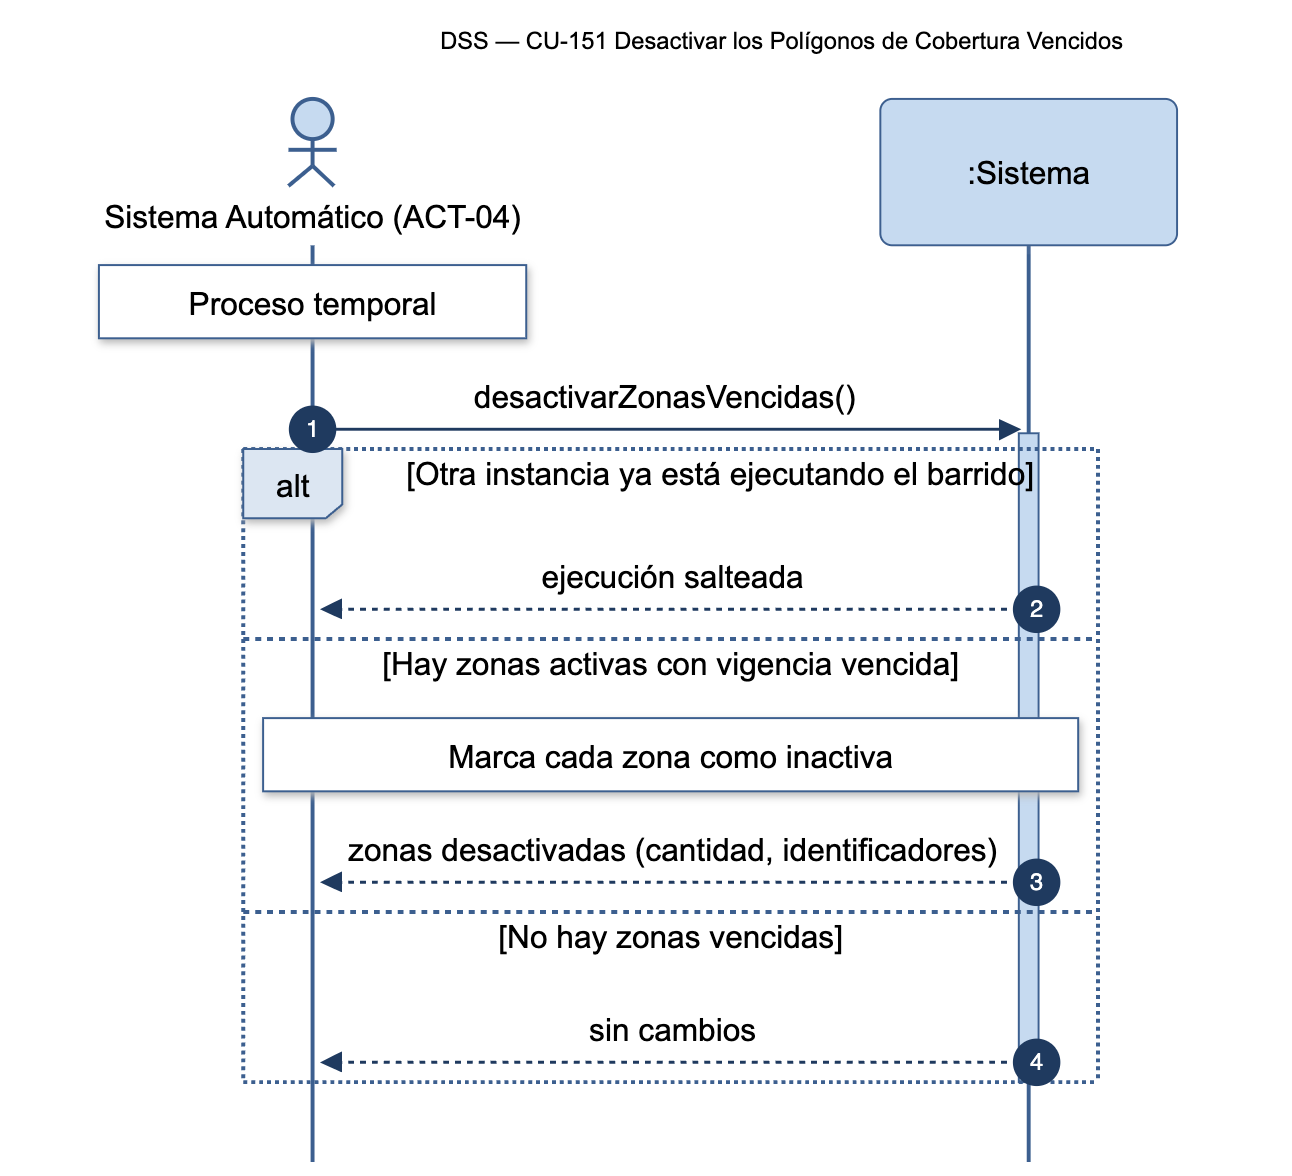 DSS — CU-151 Desactivar los Polígonos de Cobertura Vencidos
:Sistema
Sistema Automático (ACT-04)
Proceso temporal
desactivarZonasVencidas()
1
alt
[Otra instancia ya está ejecutando el barrido]
ejecución salteada
2
[Hay zonas activas con vigencia vencida]
Marca cada zona como inactiva
zonas desactivadas (cantidad, identificadores)
3
[No hay zonas vencidas]
sin cambios
4